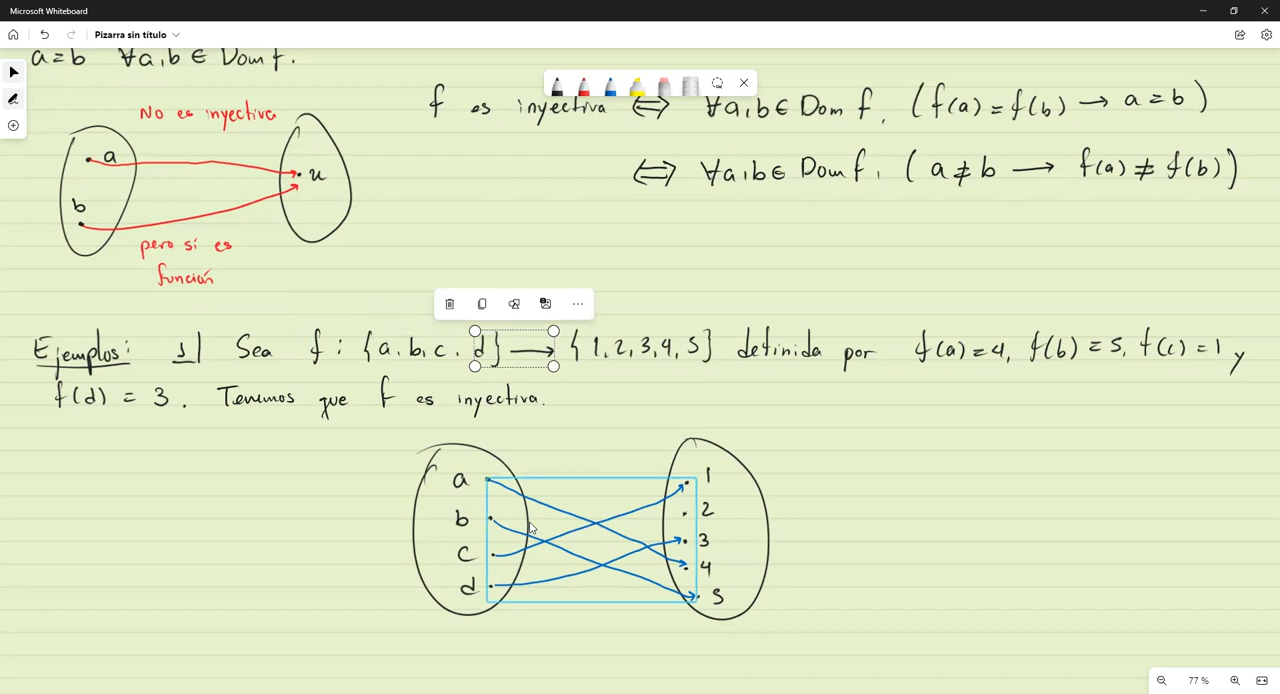 Microsoft Whiteboard
Pizarra sin título
a=b ∀a,b ∈ Dom f.
No es inyectiva
f es inyectiva ⟺ ∀a,b ∈ Dom f, (f(a) = f(b) → a = b)
⟺ ∀a,b ∈ Dom f, (a ≠ b → f(a) ≠ f(b))
a
u
b
pero sí es
función
Ejemplos: 1| Sea f : {a,b,c,d} → {1,2,3,4,5} definida por f(a)=4, f(b)=5, f(c)=1 y
f(d) = 3. Tenemos que f es inyectiva.
a 1
b 2
c 3
d 4
5
77 %